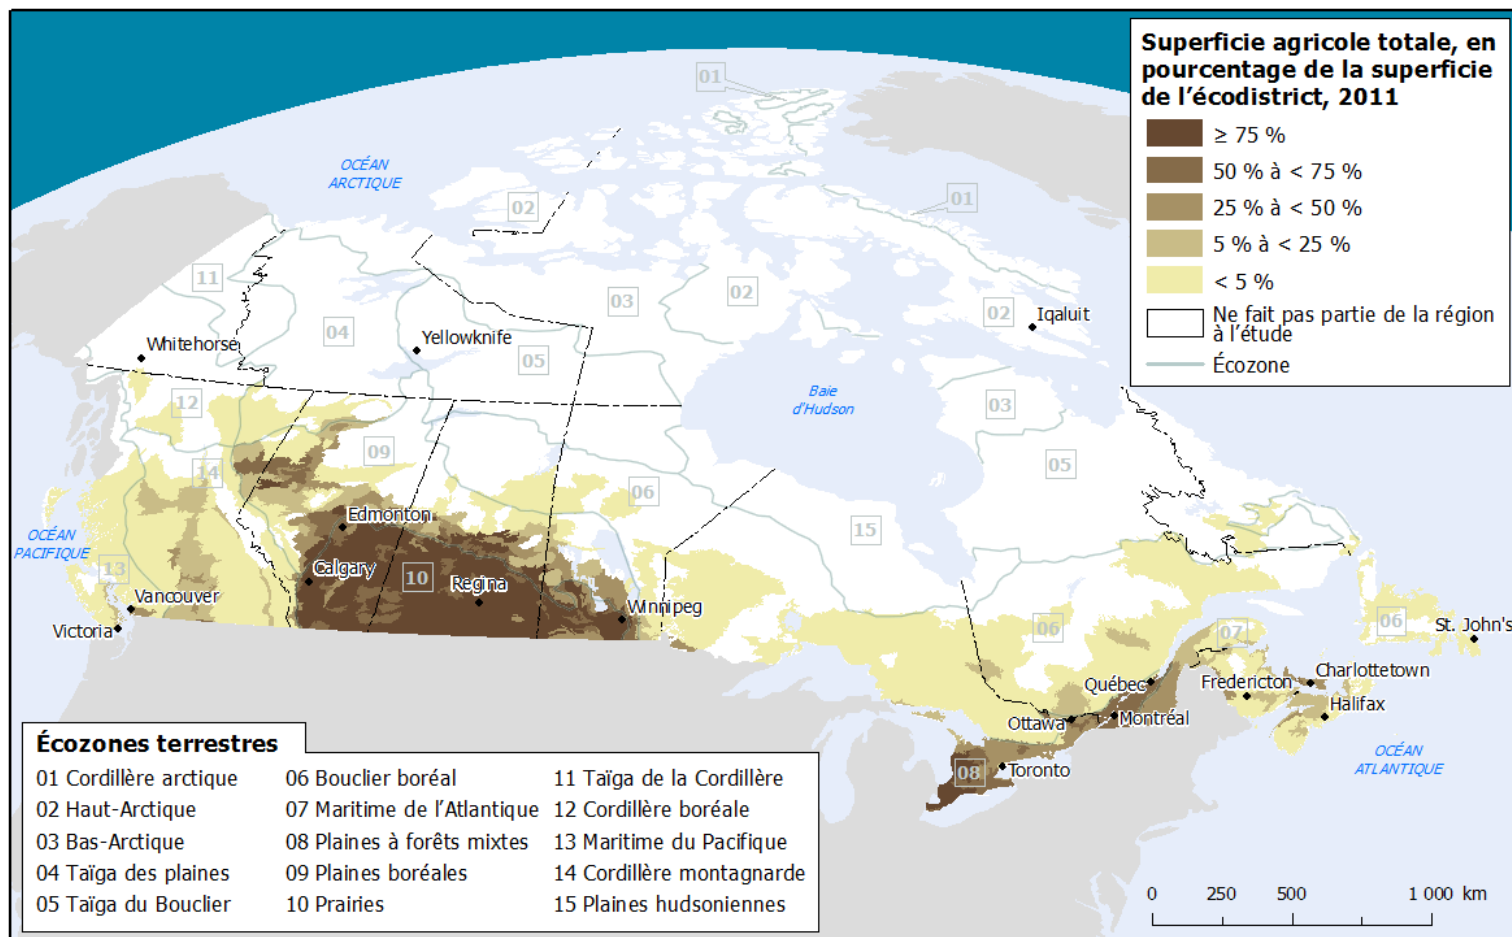 Superficie agricole totale, en
pourcentage de la superficie
de l'écodistrict, 2011
≥ 75 %
50 % à < 75 %
25 % à < 50 %
5 % à < 25 %
< 5 %
Ne fait pas partie de la région
à l'étude
Écozone
01
OCÉAN
ARCTIQUE
02
01
11
03
02
02
Iqaluit
04
Whitehorse
Yellowknife
05
12
Baie
d'Hudson
03
09
14
05
06
Edmonton
15
OCÉAN
PACIFIQUE
13
Calgary
10
Regina
Vancouver
Winnipeg
Victoria
06
07
06
St. John's
Québec
Fredericton
Charlottetown
Ottawa
Montréal
Halifax
08
Toronto
OCÉAN
ATLANTIQUE
Écozones terrestres
01 Cordillère arctique
02 Haut-Arctique
03 Bas-Arctique
04 Taïga des plaines
05 Taïga du Bouclier
06 Bouclier boréal
07 Maritime de l'Atlantique
08 Plaines à forêts mixtes
09 Plaines boréales
10 Prairies
11 Taïga de la Cordillère
12 Cordillère boréale
13 Maritime du Pacifique
14 Cordillère montagnarde
15 Plaines hudsoniennes
0 250 500 1 000 km